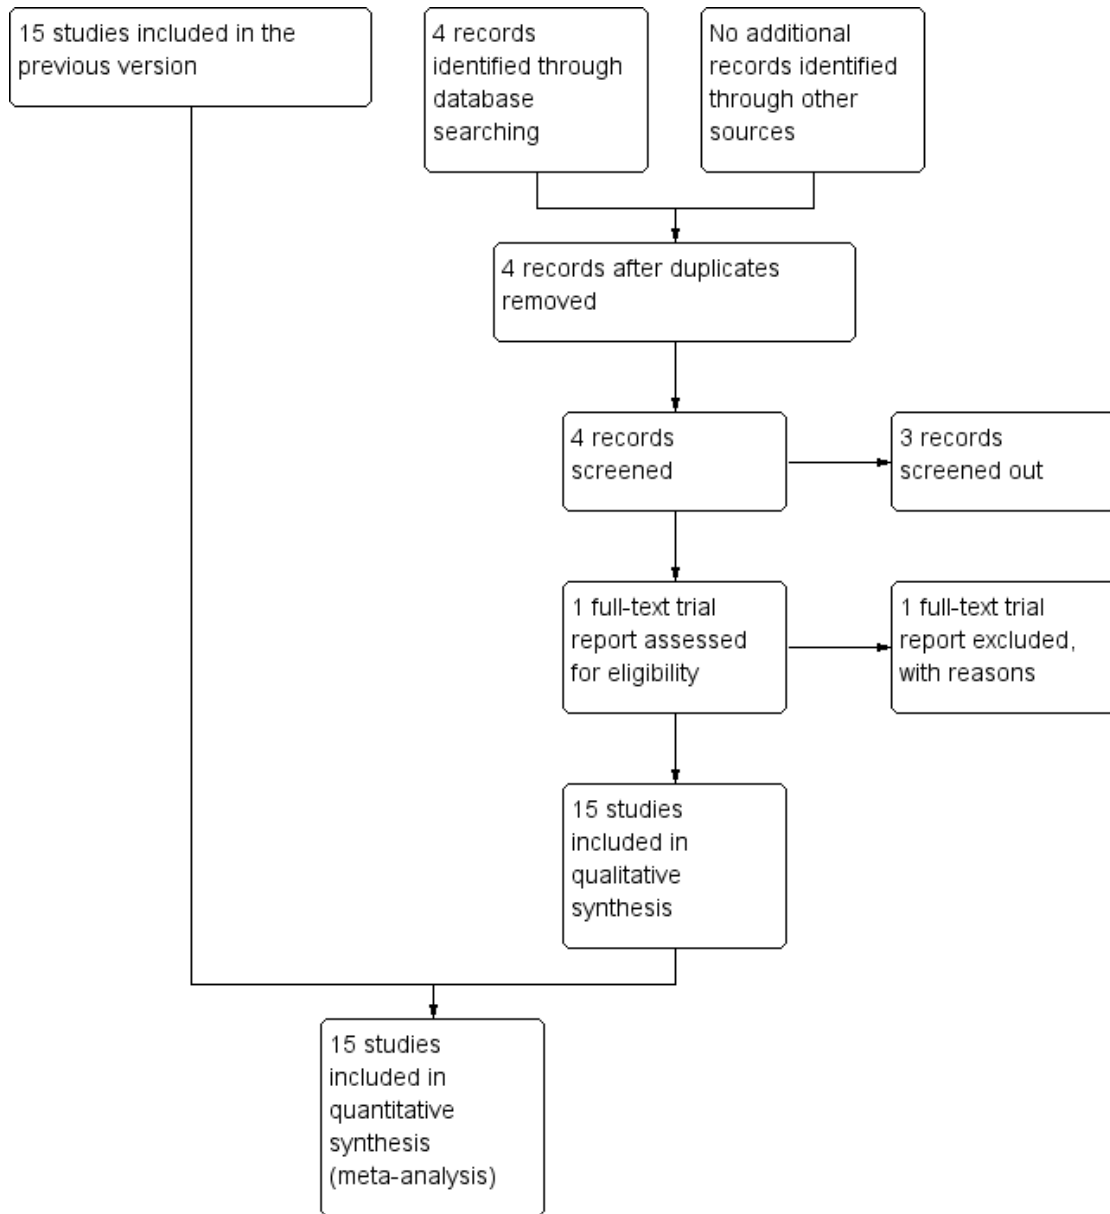 15 studies included in the
previous version
4 records
identified through
database
searching
No additional
records identified
through other
sources
4 records after duplicates
removed
4 records
screened
3 records
screened out
1 full-text trial
report assessed
for eligibility
1 full-text trial
report excluded,
with reasons
15 studies
included in
qualitative
synthesis
15 studies
included in
quantitative
synthesis
(meta-analysis)